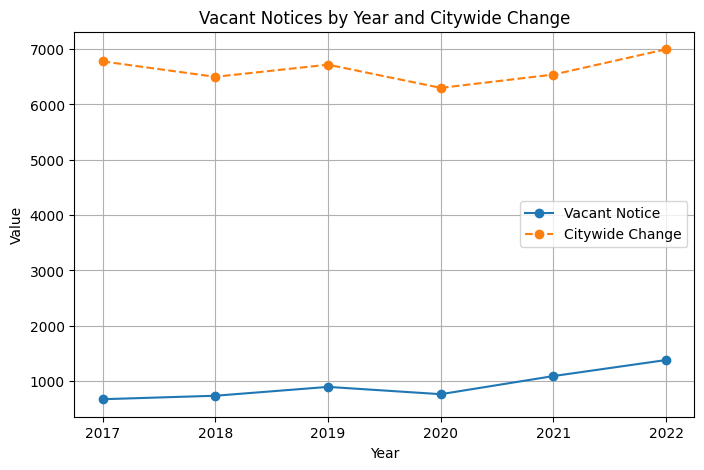 Vacant Notices by Year and Citywide Change
7000
6000
5000
4000
3000
2000
1000
Value
Vacant Notice
Citywide Change
2017 2018 2019 2020 2021 2022
Year